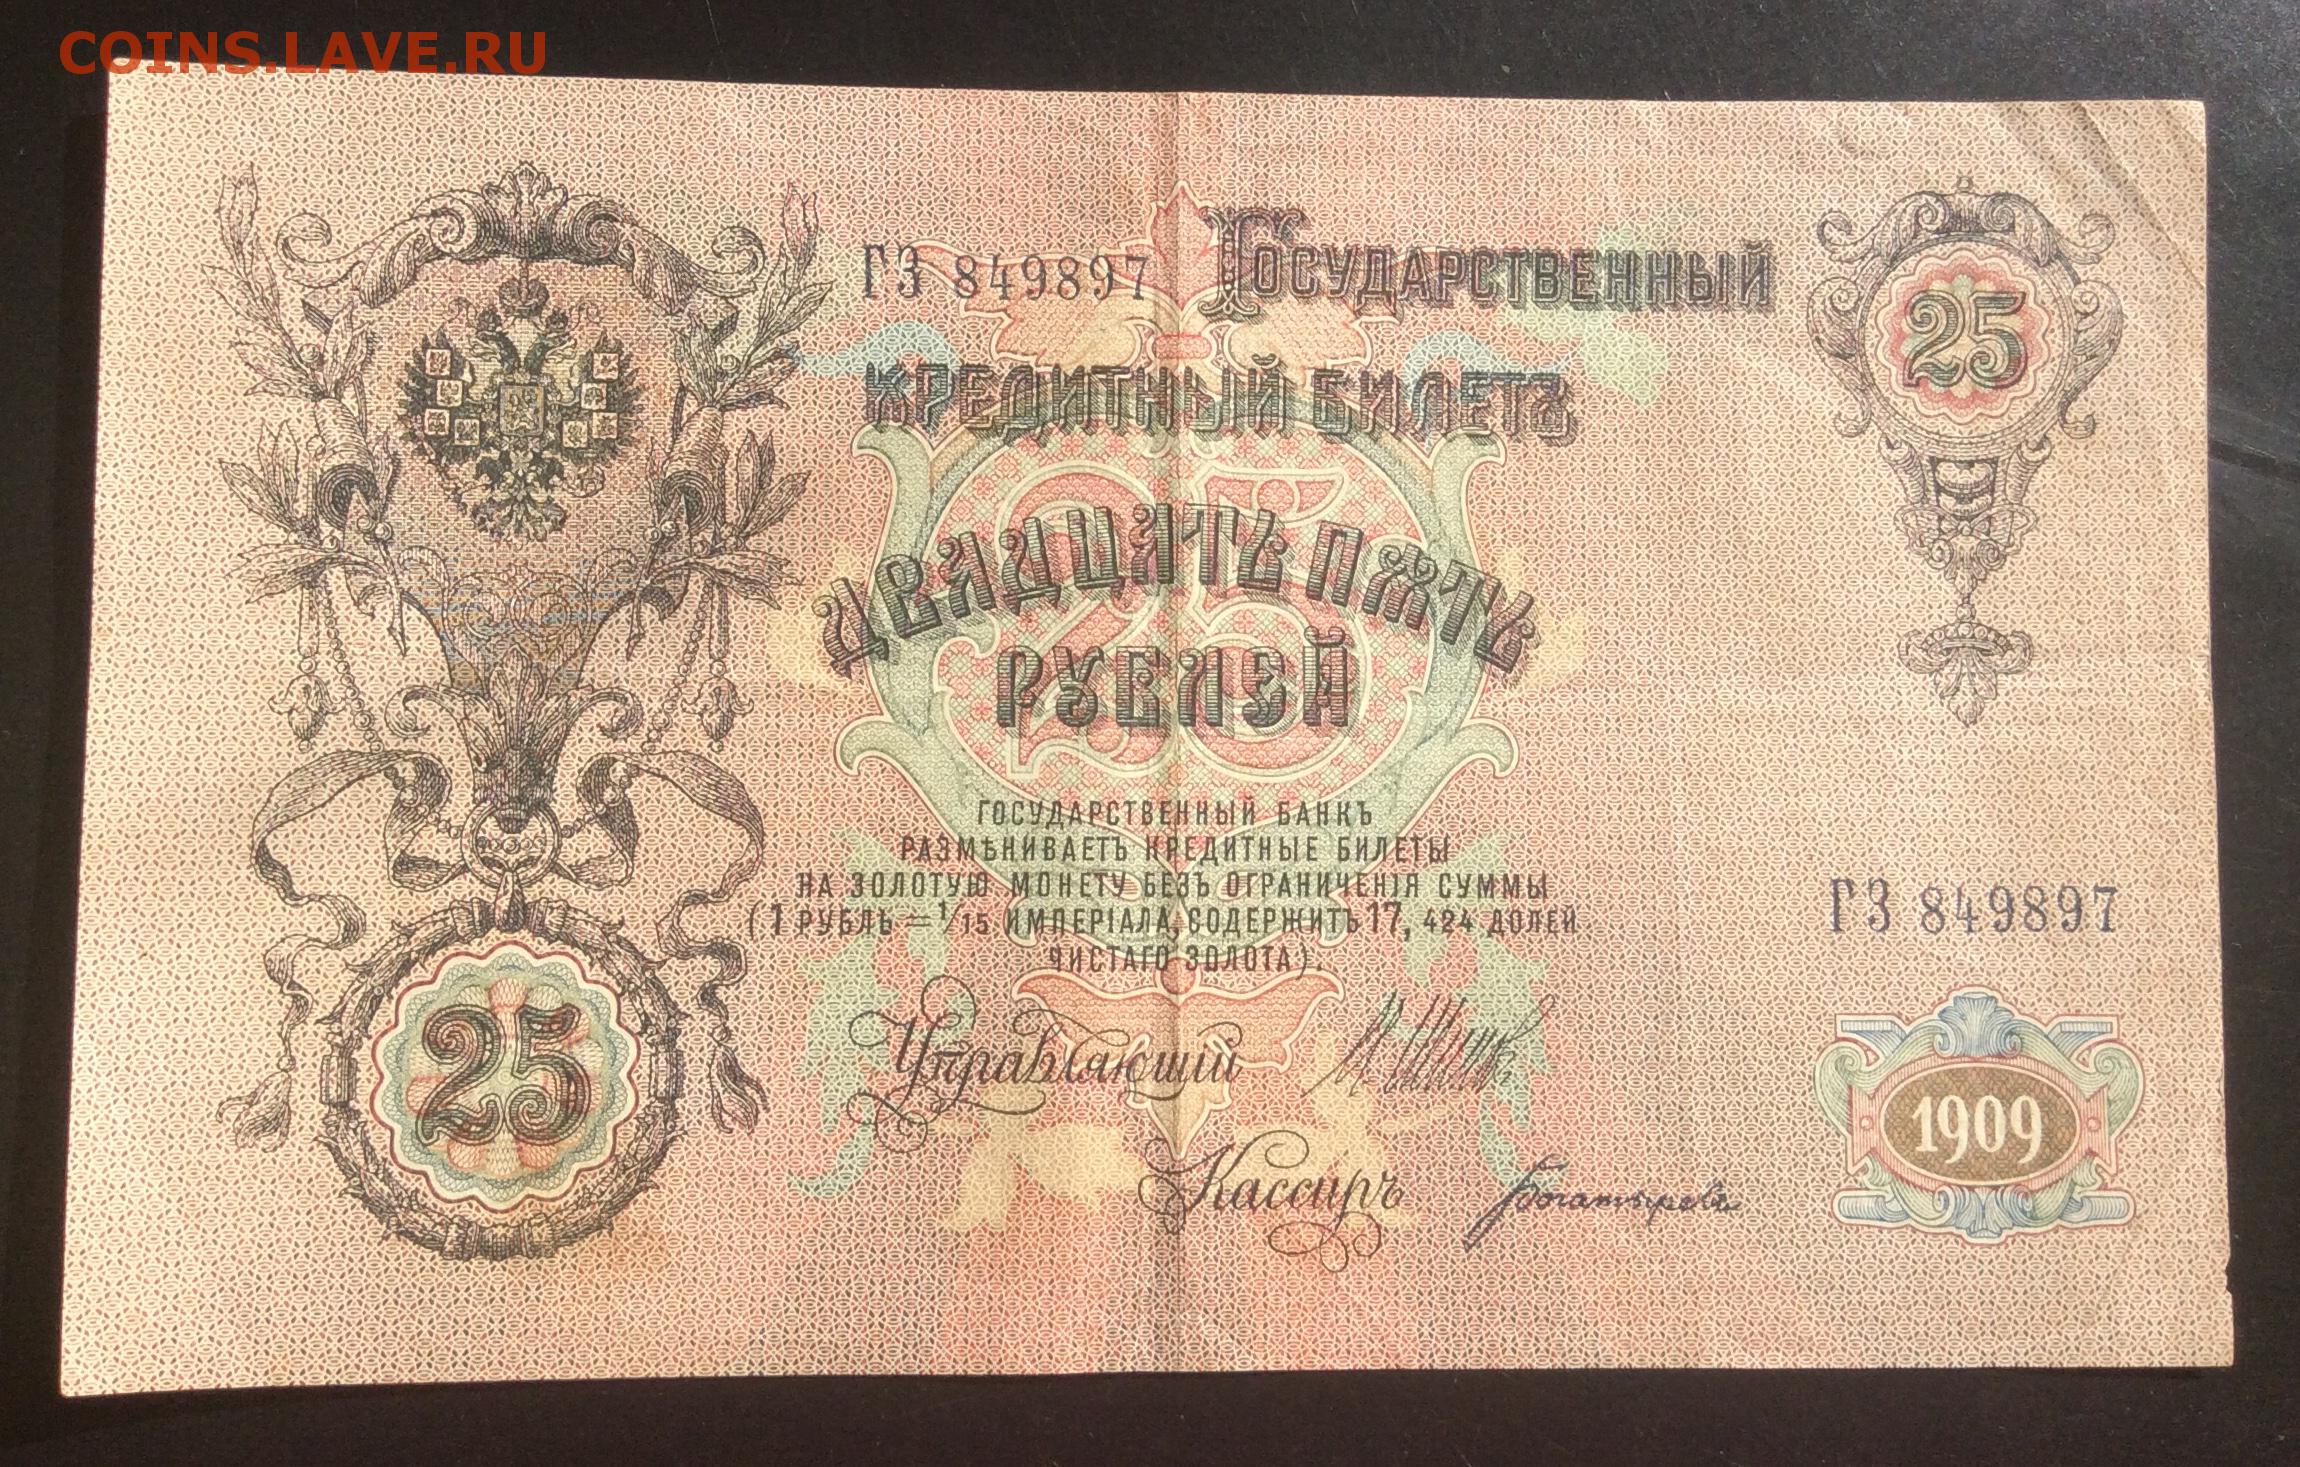 COINS.LAVE.RU
ГЗ 849897 ГОСУДАРСТВЕННЫЙ
КРЕДИТНЫЙ БИЛЕТЪ
25
25
ДВАДЦАТЬ ПЯТЬ
РУБЛЕЙ
ГОСУДАРСТВЕННЫЙ БАНКЪ
РАЗМѢНИВАЕТЪ КРЕДИТНЫЕ БИЛЕТЫ
НА ЗОЛОТУЮ МОНЕТУ БЕЗЪ ОГРАНИЧЕНІЯ СУММЫ
(1 РУБЛЬ = 1/15 ИМПЕРІАЛА, СОДЕРЖИТЪ 17, 424 ДОЛЕЙ
ЧИСТАГО ЗОЛОТА).
ГЗ 849897
Управляющий
25
Кассиръ
Богатыревъ
1909